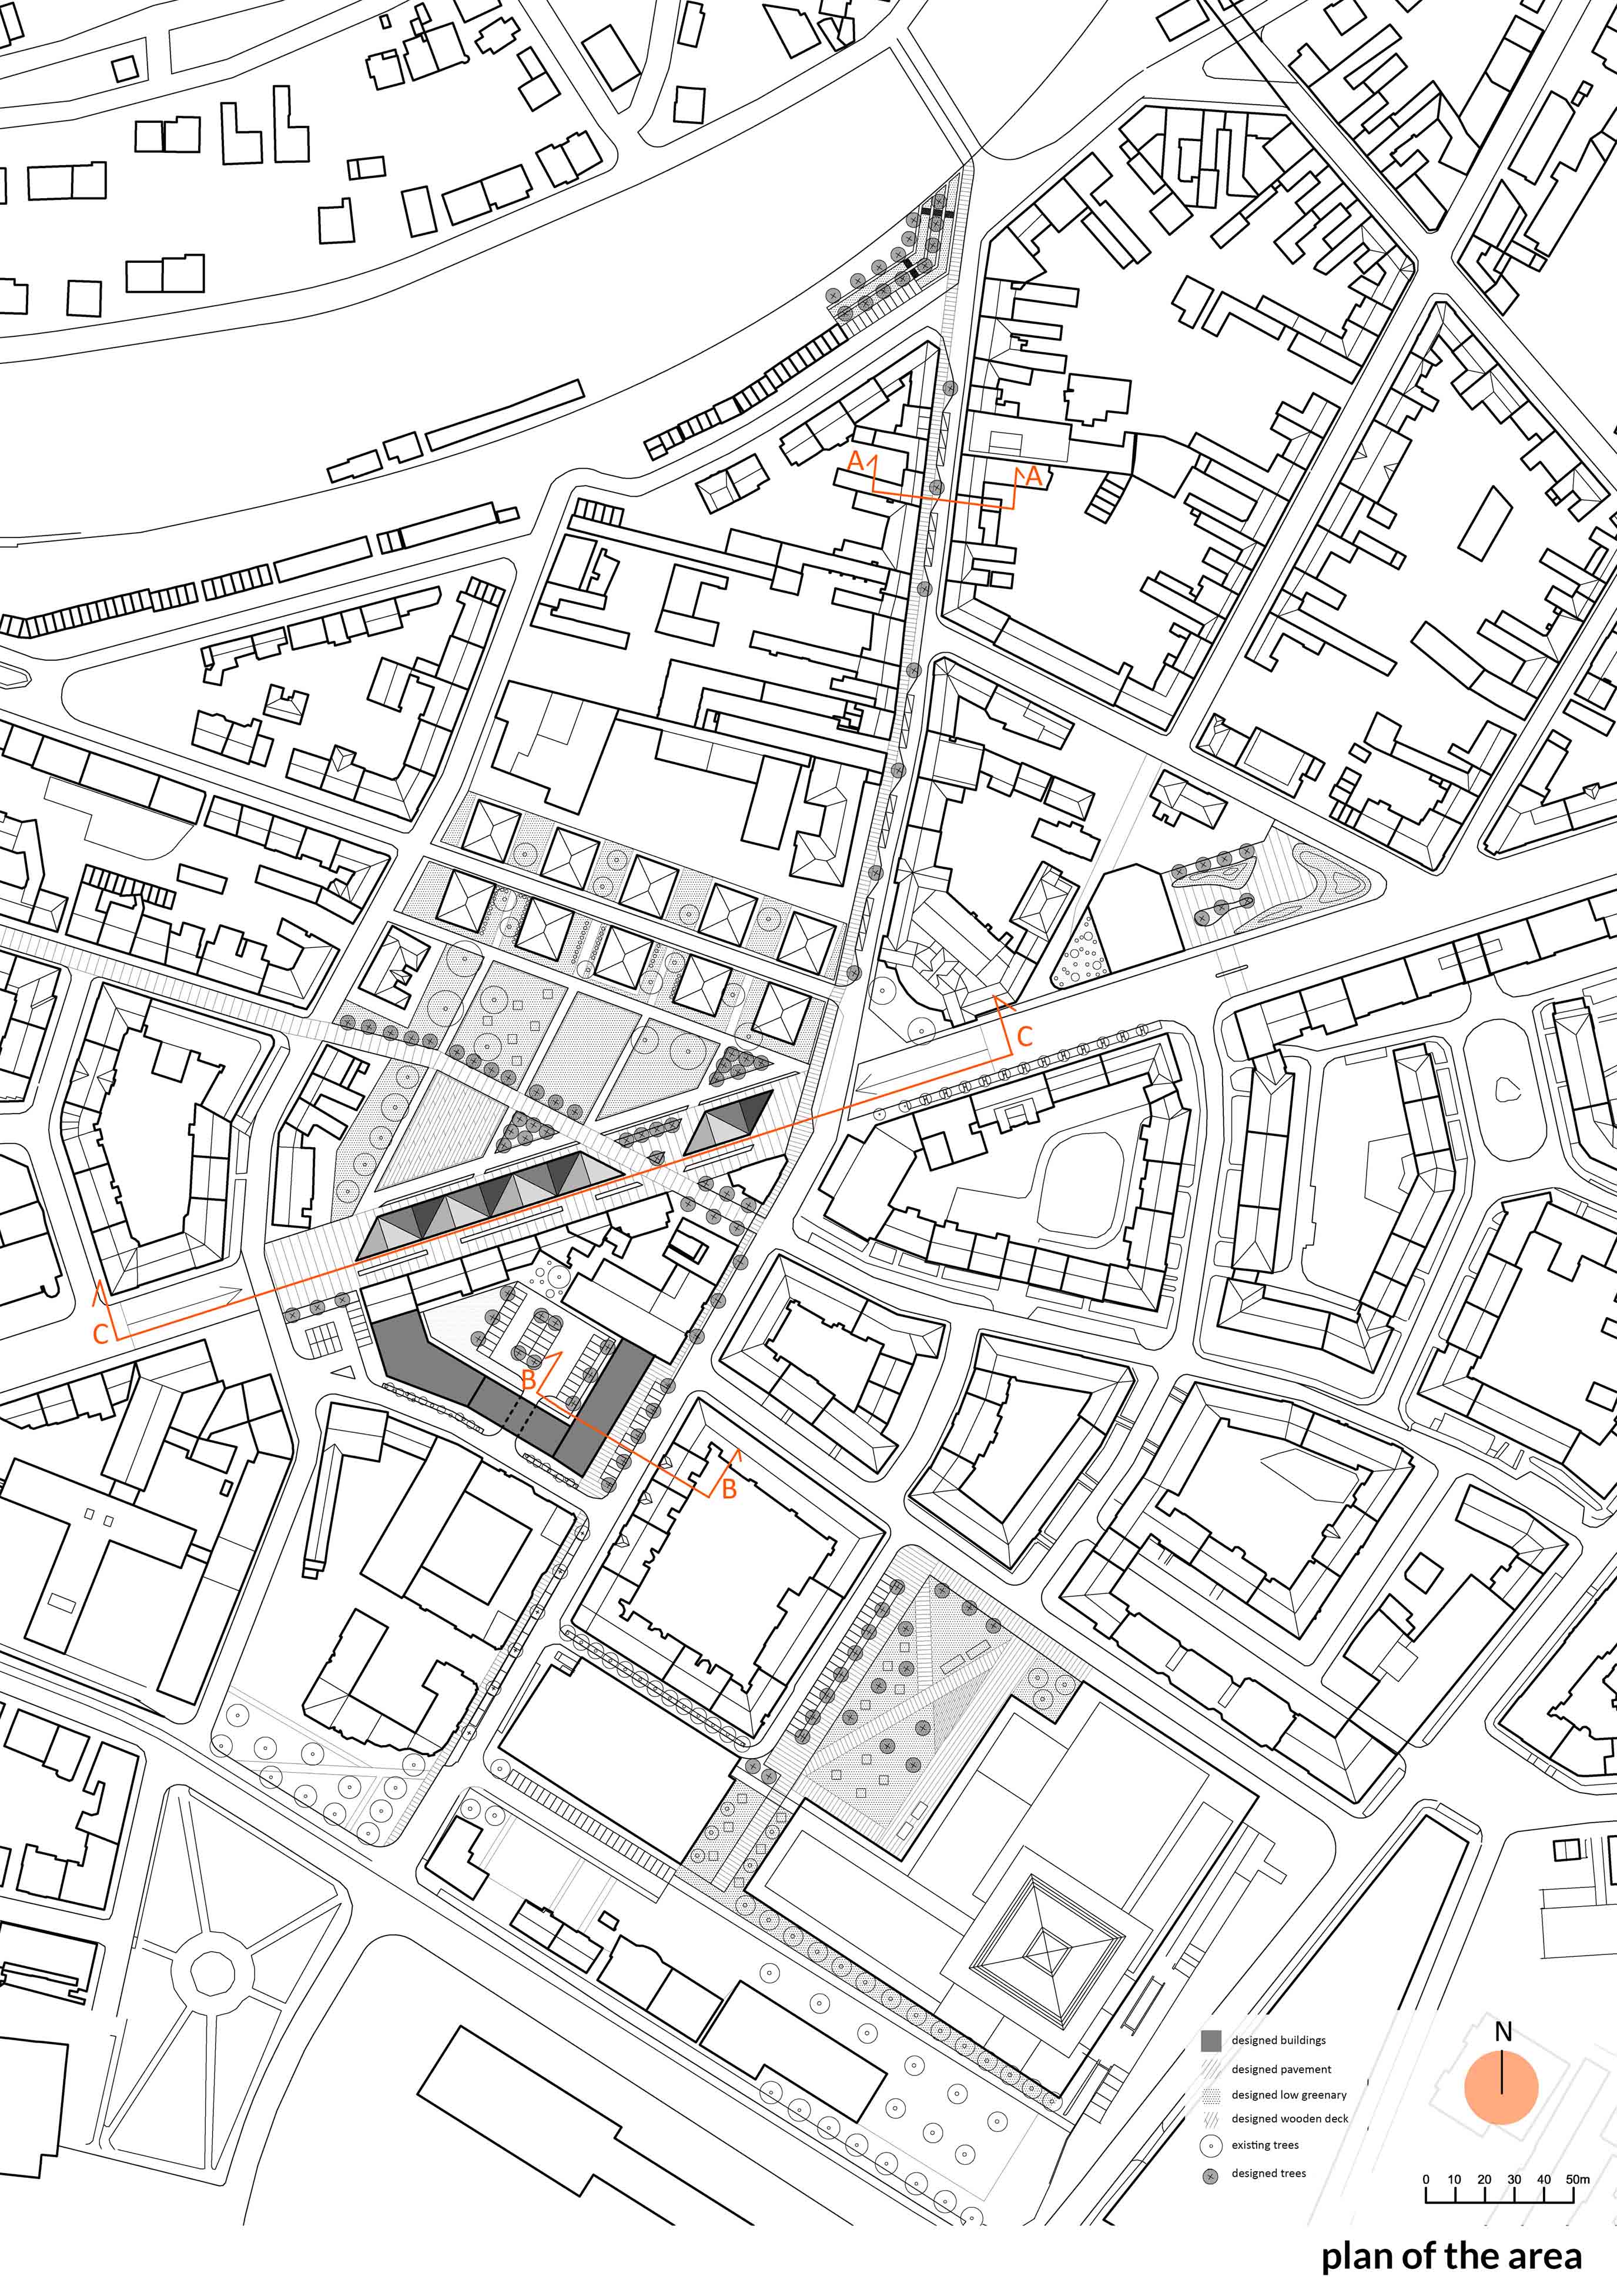 A A
C
C
B
B
designed buildings
designed pavement
designed low greenary
designed wooden deck
existing trees
designed trees
N
0 10 20 30 40 50m
plan of the area